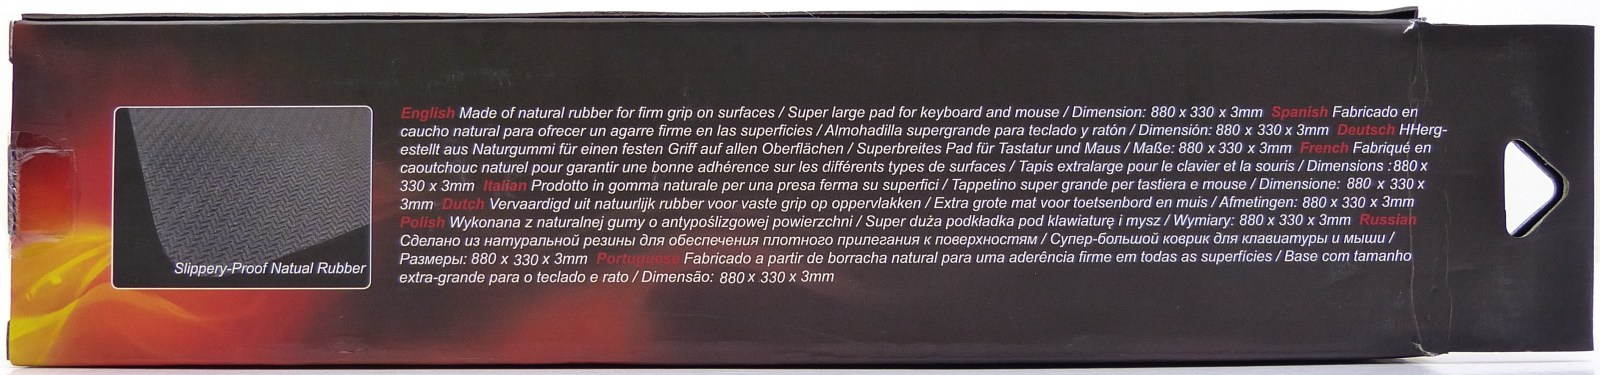 English Made of natural rubber for firm grip on surfaces / Super large pad for keyboard and mouse / Dimension: 880 x 330 x 3mm Spanish Fabricado en
caucho natural para ofrecer un agarre firme en las superficies / Almohadilla supergrande para teclado y ratón / Dimensión: 880 x 330 x 3mm Deutsch HHerg-
estellt aus Naturgummi für einen festen Griff auf allen Oberflächen / Superbreites Pad für Tastatur und Maus / Maße: 880 x 330 x 3mm French Fabriqué en
caoutchouc naturel pour garantir une bonne adhérence sur les différents types de surfaces / Tapis extralarge pour le clavier et la souris / Dimensions :880 x
330 x 3mm Italian Prodotto in gomma naturale per una presa ferma su superfici / Tappetino super grande per tastiera e mouse / Dimensione: 880 x 330 x
3mm Dutch Vervaardigd uit natuurlijk rubber voor vaste grip op oppervlakken / Extra grote mat voor toetsenbord en muis / Afmetingen: 880 x 330 x 3mm
Polish Wykonana z naturalnej gumy o antypoślizgowej powierzchni / Super duża podkładka pod klawiaturę i mysz / Wymiary: 880 x 330 x 3mm Russian
Сделано из натуральной резины для обеспечения плотного прилегания к поверхностям / Супер-большой коврик для клавиатуры и мыши /
Размеры: 880 x 330 x 3mm Portuguese Fabricado a partir de borracha natural para uma aderência firme em todas as superfícies / Base com tamanho
extra-grande para o teclado e rato / Dimensão: 880 x 330 x 3mm
Slippery-Proof Natual Rubber